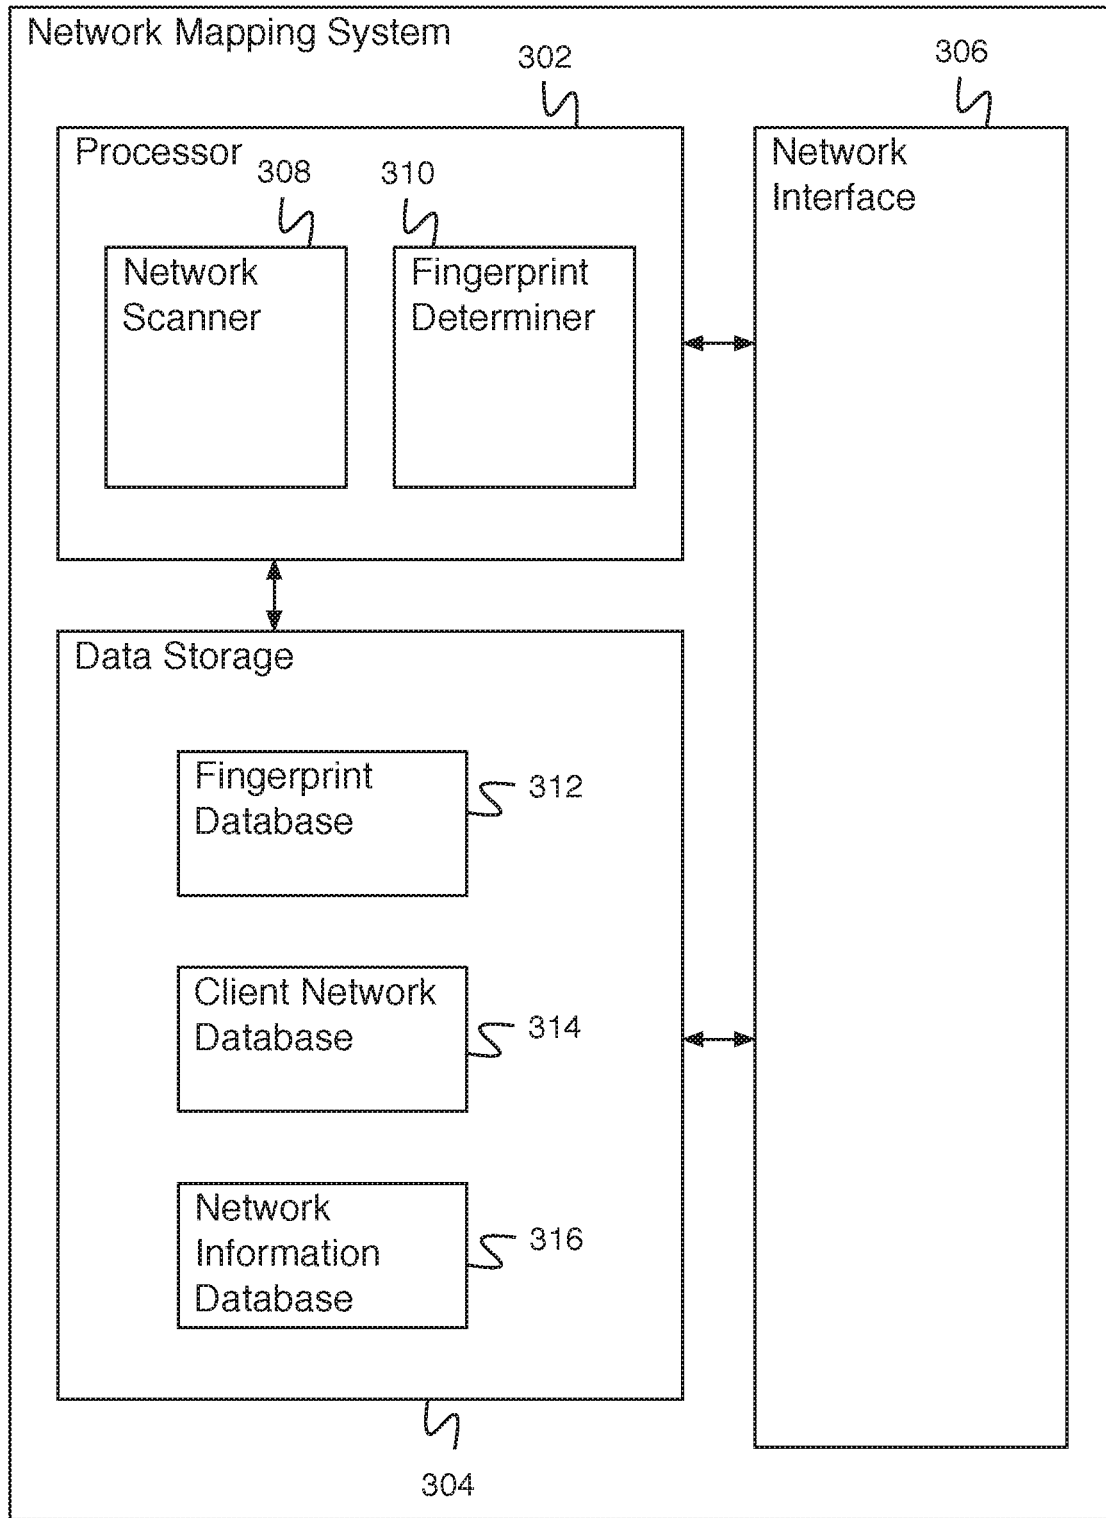 Network Mapping System
302
306
Processor
308
310
Network
Scanner
Fingerprint
Determiner
Network
Interface
Data Storage
Fingerprint
Database
312
Client Network
Database
314
Network
Information
Database
316
304